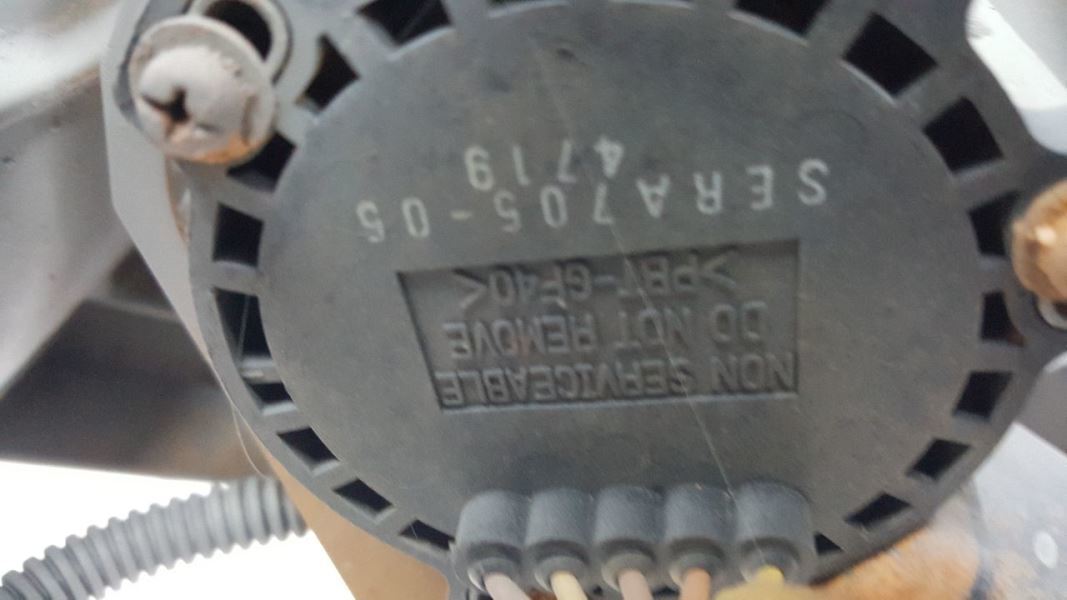 NON SERVICEABLE
DO NOT REMOVE
>PBT-GF40<
SERA705-05
4719